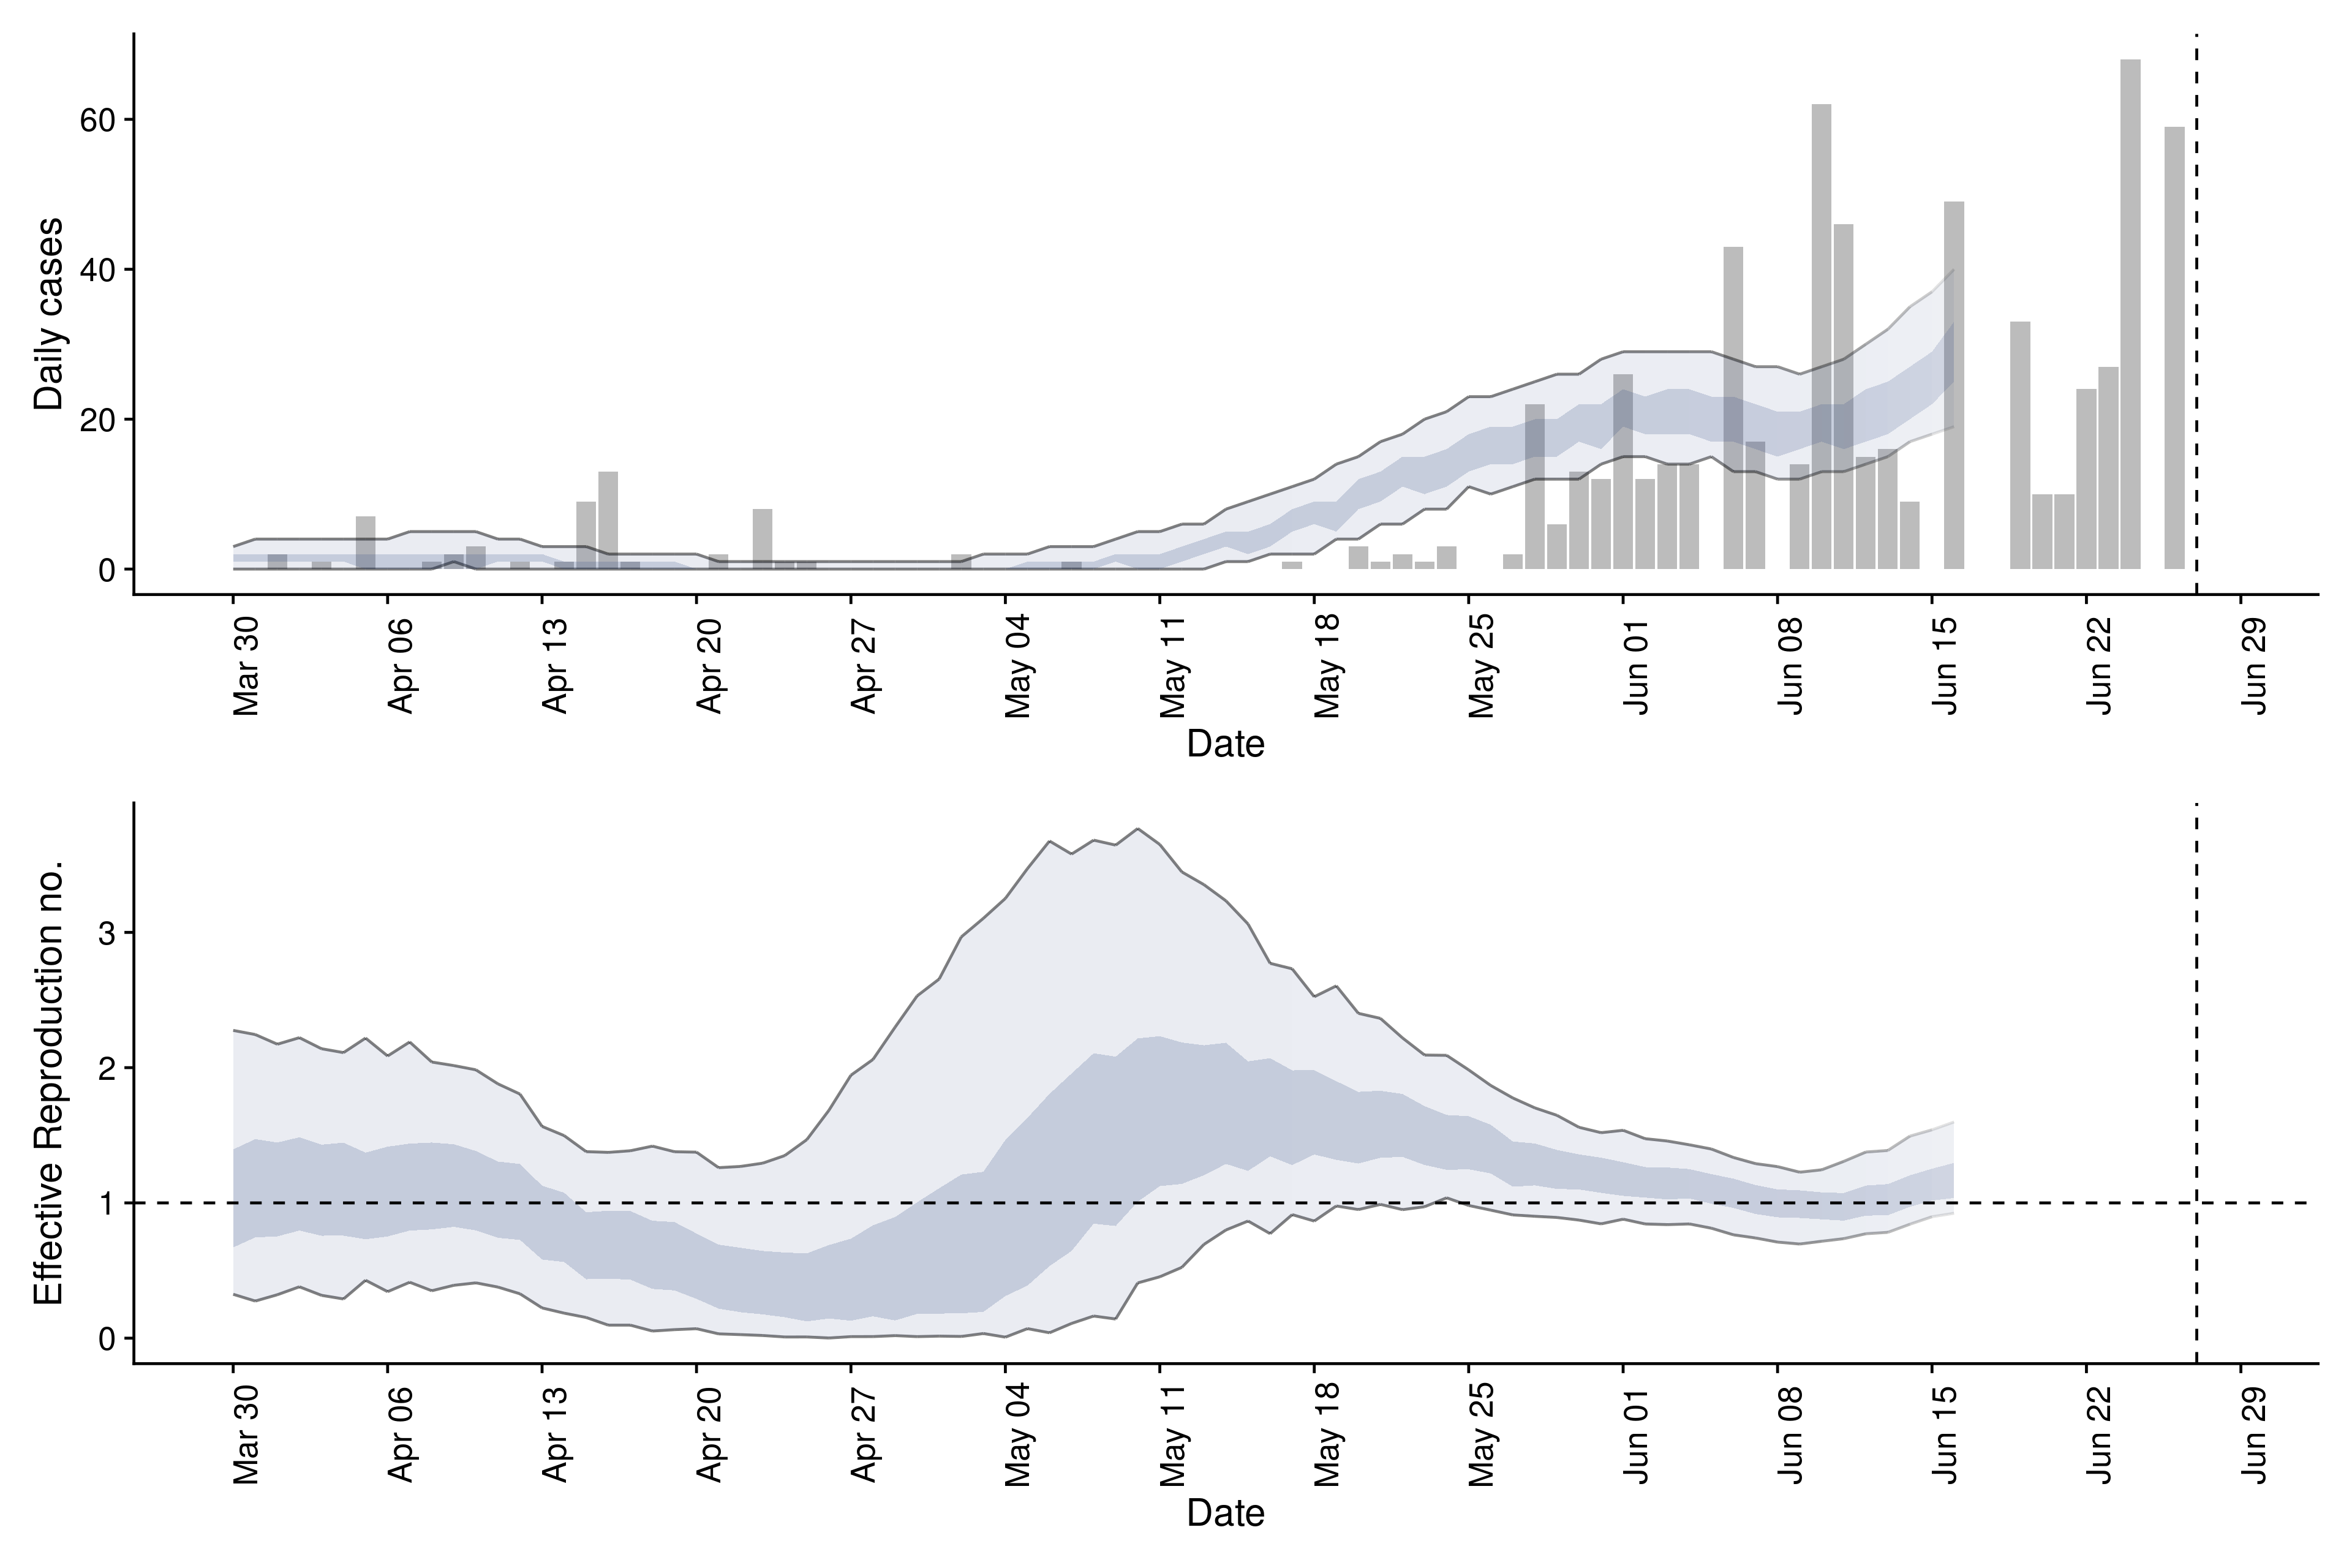 Daily cases
60
40
20
0
Mar 30
Apr 06
Apr 13
Apr 20
Apr 27
May 04
May 11
May 18
May 25
Jun 01
Jun 08
Jun 15
Jun 22
Jun 29
Date
Effective Reproduction no.
3
2
1
0
Mar 30
Apr 06
Apr 13
Apr 20
Apr 27
May 04
May 11
May 18
May 25
Jun 01
Jun 08
Jun 15
Jun 22
Jun 29
Date